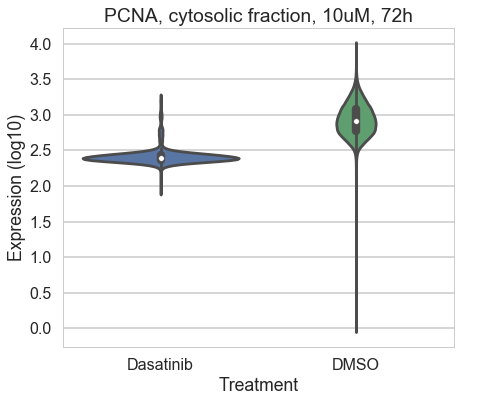 PCNA, cytosolic fraction, 10uM, 72h
Expression (log10)
4.0
3.5
3.0
2.5
2.0
1.5
1.0
0.5
0.0
Dasatinib DMSO
Treatment